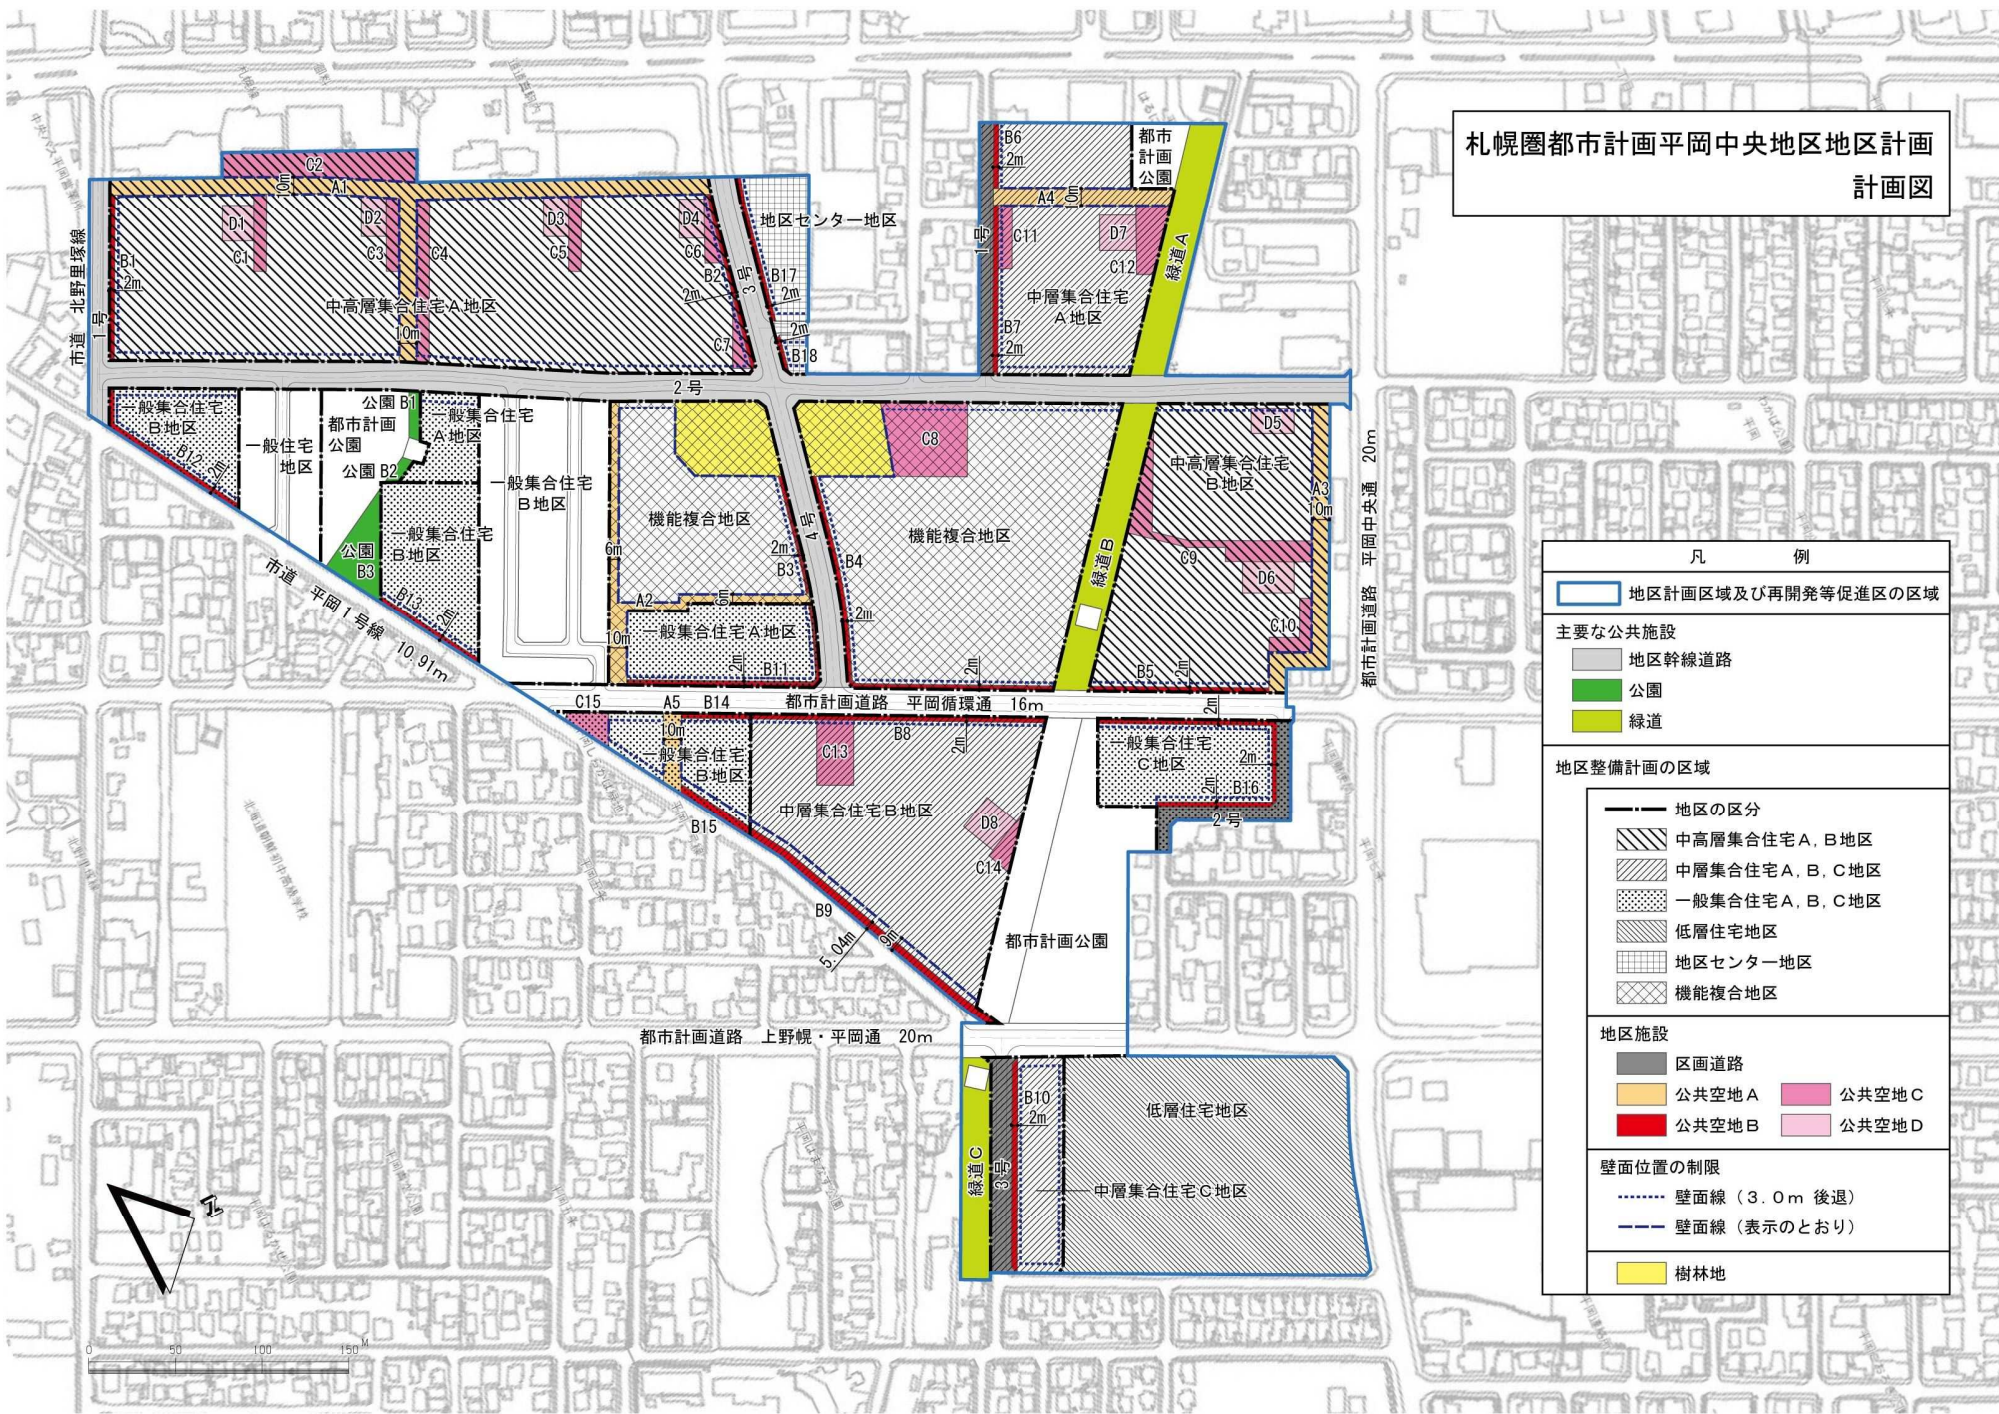 札幌圏都市計画平岡中央地区地区計画
計画図
凡　例
地区計画区域及び再開発等促進区の区域
主要な公共施設
地区幹線道路
公園
緑道
地区整備計画の区域
地区の区分
中高層集合住宅A, B地区
中層集合住宅A, B, C地区
一般集合住宅A, B, C地区
低層住宅地区
地区センター地区
機能複合地区
地区施設
区画道路
公共空地A
公共空地C
公共空地B
公共空地D
壁面位置の制限
壁面線（3.0m 後退）
壁面線（表示のとおり）
樹林地
C2
10m
A1
D1
D2
D3
D4
C1
C3
C4
C5
C6
B1
2m
B2
2m
3号
地区センター地区
B17
2m
2m
B18
C7
中高層集合住宅A地区
10m
市道　北野里塚線
1号
2号
B6
2m
都市
計画
公園
A4
10m
1号
C11
D7
C12
緑道A
中層集合住宅
A地区
B7
2m
一般集合住宅
B地区
B12
2m
一般住宅
地区
公園B1
都市計画
公園
公園B2
一般集合住宅
A地区
一般集合住宅
B地区
公園
B3
一般集合住宅
B地区
B13
2m
市道　平岡1号線　10.91m
機能複合地区
6m
A2
6m
2m
B3
4号
B4
2m
C8
機能複合地区
2m
10m
一般集合住宅A地区
2m
B11
緑道B
D5
中高層集合住宅
B地区
A3
10m
C9
D6
C10
B5
2m
都市計画道路　平岡中央通　20m
C15
A5
B14
都市計画道路　平岡循環通　16m
2m
10m
一般集合住宅
B地区
C13
B8
2m
一般集合住宅
C地区
2m
2m
B16
2号
B15
中層集合住宅B地区
D8
C14
B9
5.04m
9m
都市計画公園
都市計画道路　上野幌・平岡通　20m
B10
2m
低層住宅地区
緑道C
3号
中層集合住宅C地区
N
0
50
100
150 M